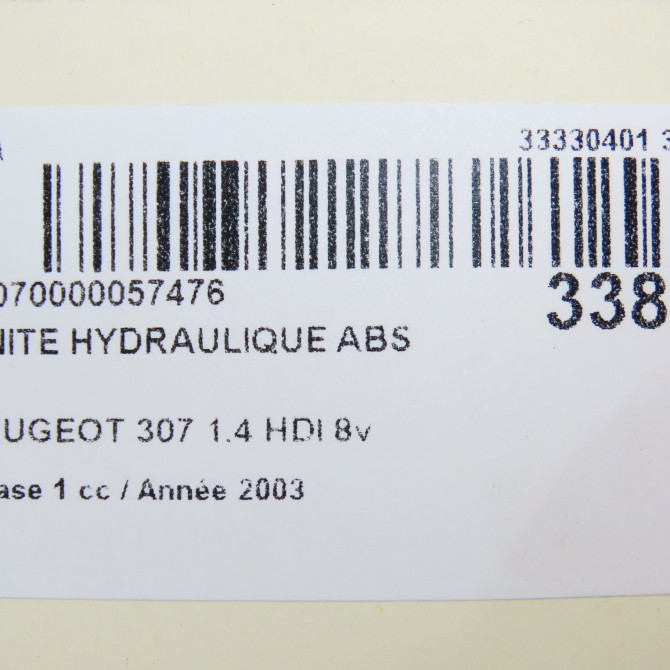 33330401 3
070000057476
338
NITE HYDRAULIQUE ABS
UGEOT 307 1.4 HDI 8v
ase 1 cc / Année 2003